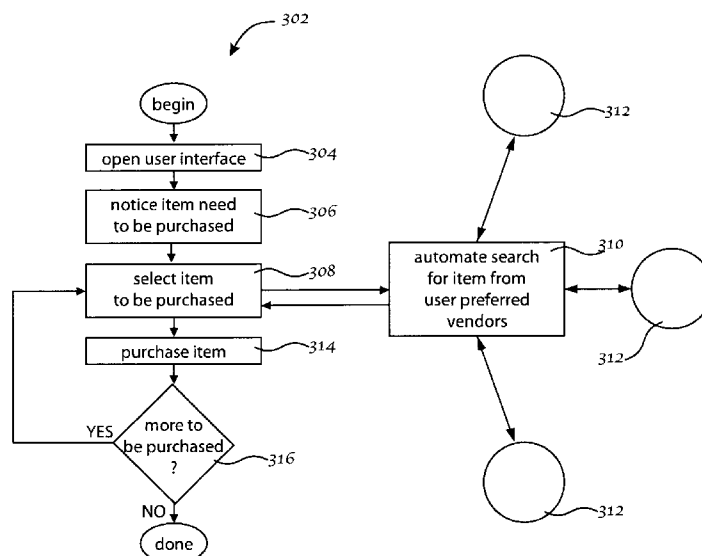 302
begin
open user interface
304
notice item need
to be purchased
306
select item
to be purchased
308
automate search
for item from
user preferred
vendors
310
312
312
312
purchase item
314
more to
be purchased
?
316
YES
NO
done